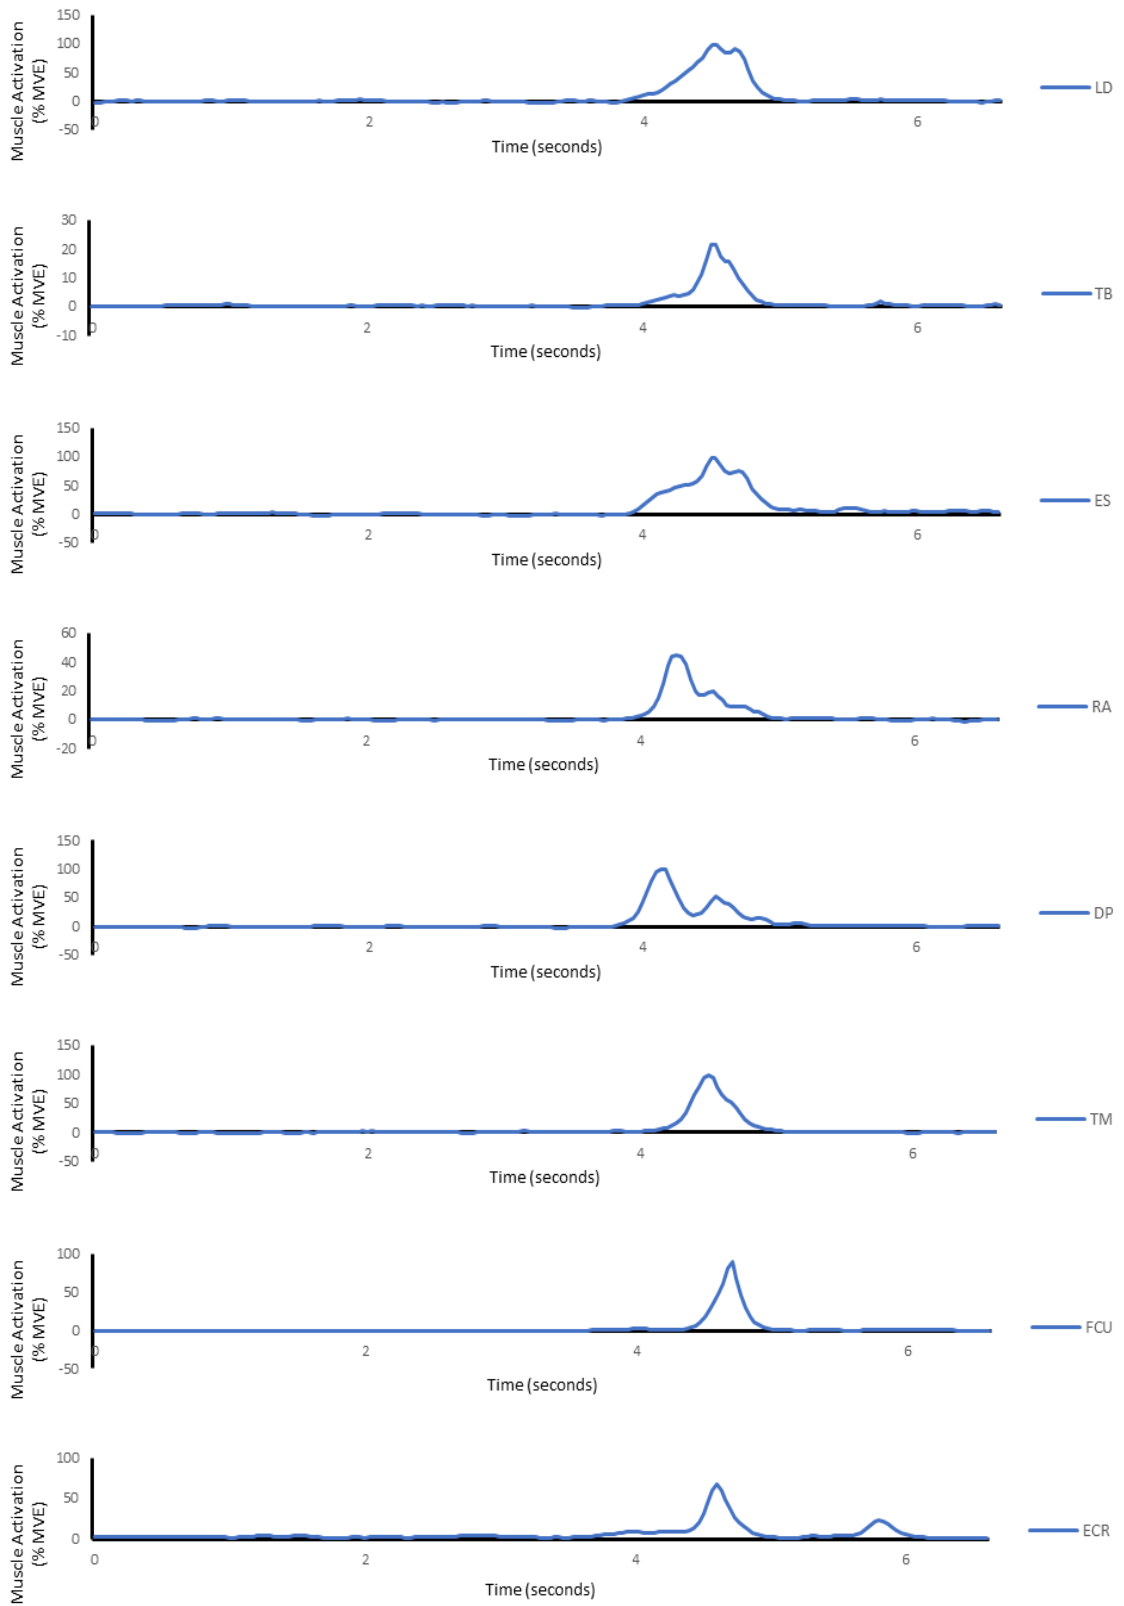 Muscle Activation
(% MVE)
150
100
50
0
-50
0
2
4
6
Time (seconds)
LD
Muscle Activation
(% MVE)
30
20
10
0
-10
0
2
4
6
Time (seconds)
TB
Muscle Activation
(% MVE)
150
100
50
0
-50
0
2
4
6
Time (seconds)
ES
Muscle Activation
(% MVE)
60
40
20
0
-20
0
2
4
6
Time (seconds)
RA
Muscle Activation
(% MVE)
150
100
50
0
-50
0
2
4
6
Time (seconds)
DP
Muscle Activation
(% MVE)
150
100
50
0
-50
0
2
4
6
Time (seconds)
TM
Muscle Activation
(% MVE)
100
50
0
-50
0
2
4
6
Time (seconds)
FCU
Muscle Activation
(% MVE)
100
50
0
0
2
4
6
Time (seconds)
ECR